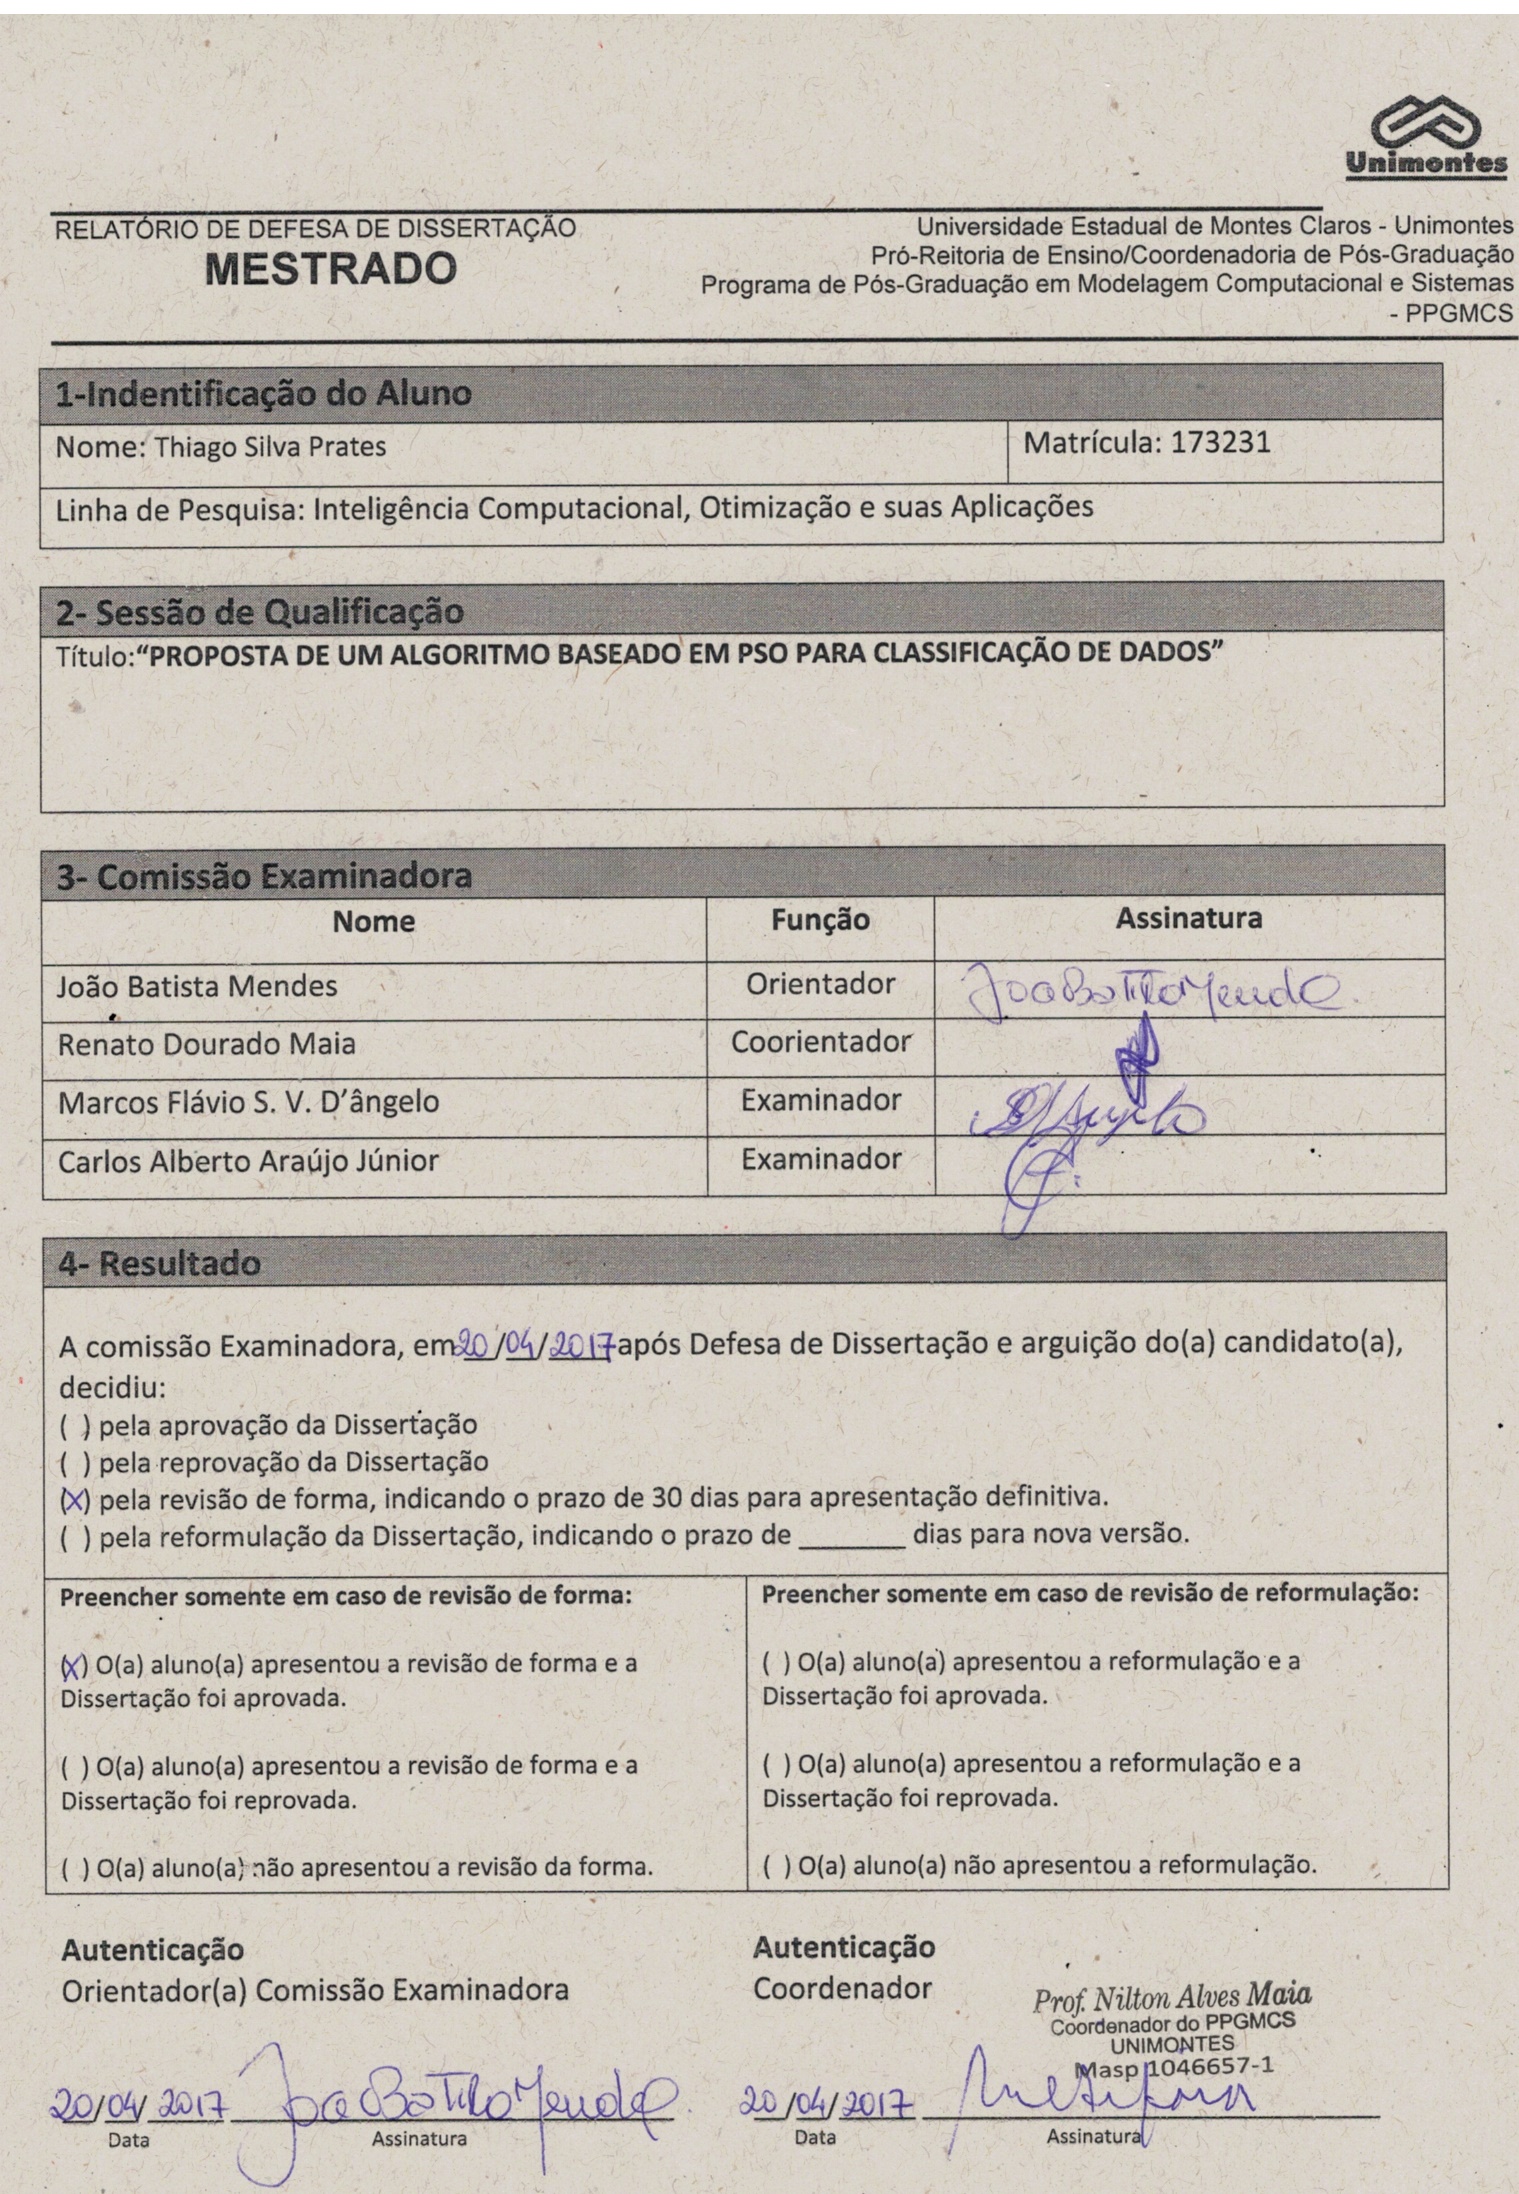 Unimontes
RELATÓRIO DE DEFESA DE DISSERTAÇÃO
MESTRADO
Universidade Estadual de Montes Claros - Unimontes
Pró-Reitoria de Ensino/Coordenadoria de Pós-Graduação
Programa de Pós-Graduação em Modelagem Computacional e Sistemas
- PPGMCS
1-Indentificação do Aluno
Nome: Thiago Silva Prates Matrícula: 173231
Linha de Pesquisa: Inteligência Computacional, Otimização e suas Aplicações
2- Sessão de Qualificação
Título:“PROPOSTA DE UM ALGORITMO BASEADO EM PSO PARA CLASSIFICAÇÃO DE DADOS”
3- Comissão Examinadora
Nome Função Assinatura
João Batista Mendes Orientador
Renato Dourado Maia Coorientador
Marcos Flávio S. V. D’ângelo Examinador
Carlos Alberto Araújo Júnior Examinador
4- Resultado
A comissão Examinadora, em 20/04/2017 após Defesa de Dissertação e arguição do(a) candidato(a),
decidiu:
( ) pela aprovação da Dissertação
( ) pela reprovação da Dissertação
(X) pela revisão de forma, indicando o prazo de 30 dias para apresentação definitiva.
( ) pela reformulação da Dissertação, indicando o prazo de _______ dias para nova versão.
Preencher somente em caso de revisão de forma:
(X) O(a) aluno(a) apresentou a revisão de forma e a
Dissertação foi aprovada.
( ) O(a) aluno(a) apresentou a revisão de forma e a
Dissertação foi reprovada.
( ) O(a) aluno(a) não apresentou a revisão da forma.
Preencher somente em caso de revisão de reformulação:
( ) O(a) aluno(a) apresentou a reformulação e a
Dissertação foi aprovada.
( ) O(a) aluno(a) apresentou a reformulação e a
Dissertação foi reprovada.
( ) O(a) aluno(a) não apresentou a reformulação.
Autenticação
Orientador(a) Comissão Examinadora
20/04/2017
Data Assinatura
Autenticação
Coordenador
Prof. Nilton Alves Maia
Coordenador do PPGMCS
UNIMONTES
Masp 1046657-1
20/04/2017
Data Assinatura